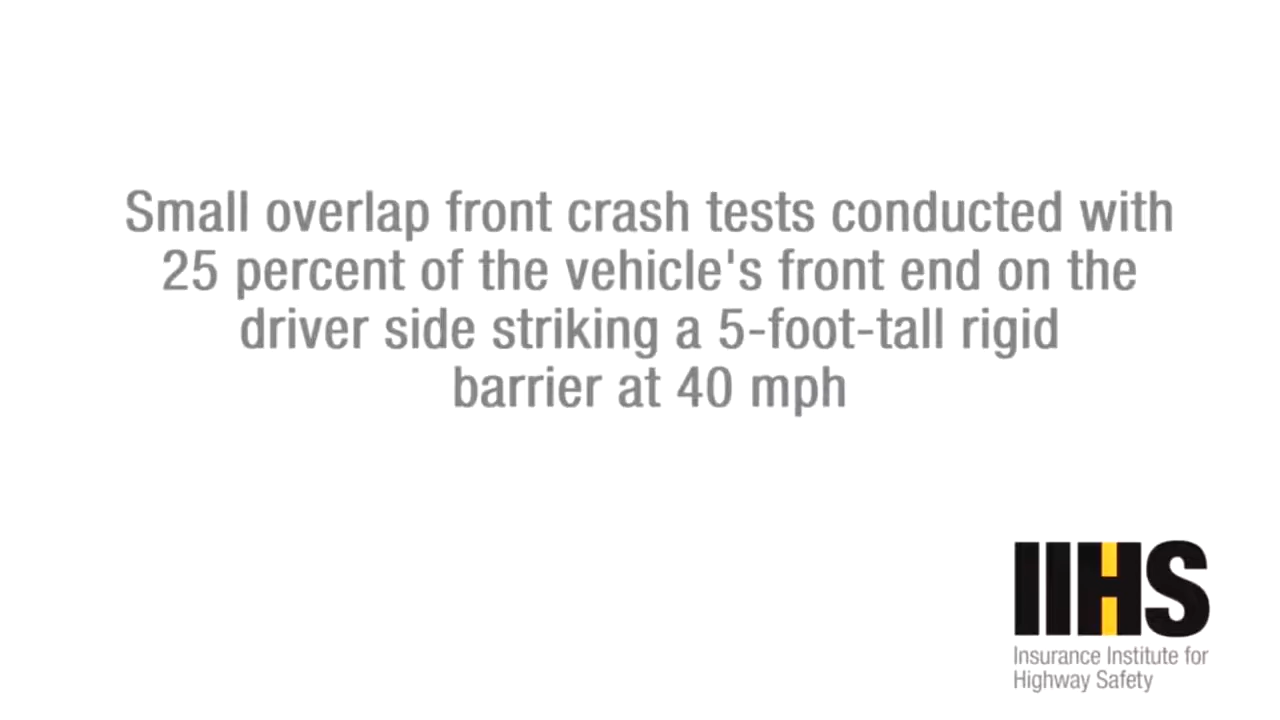 Small overlap front crash tests conducted with
25 percent of the vehicle's front end on the
driver side striking a 5-foot-tall rigid
barrier at 40 mph
IIHS
Insurance Institute for
Highway Safety